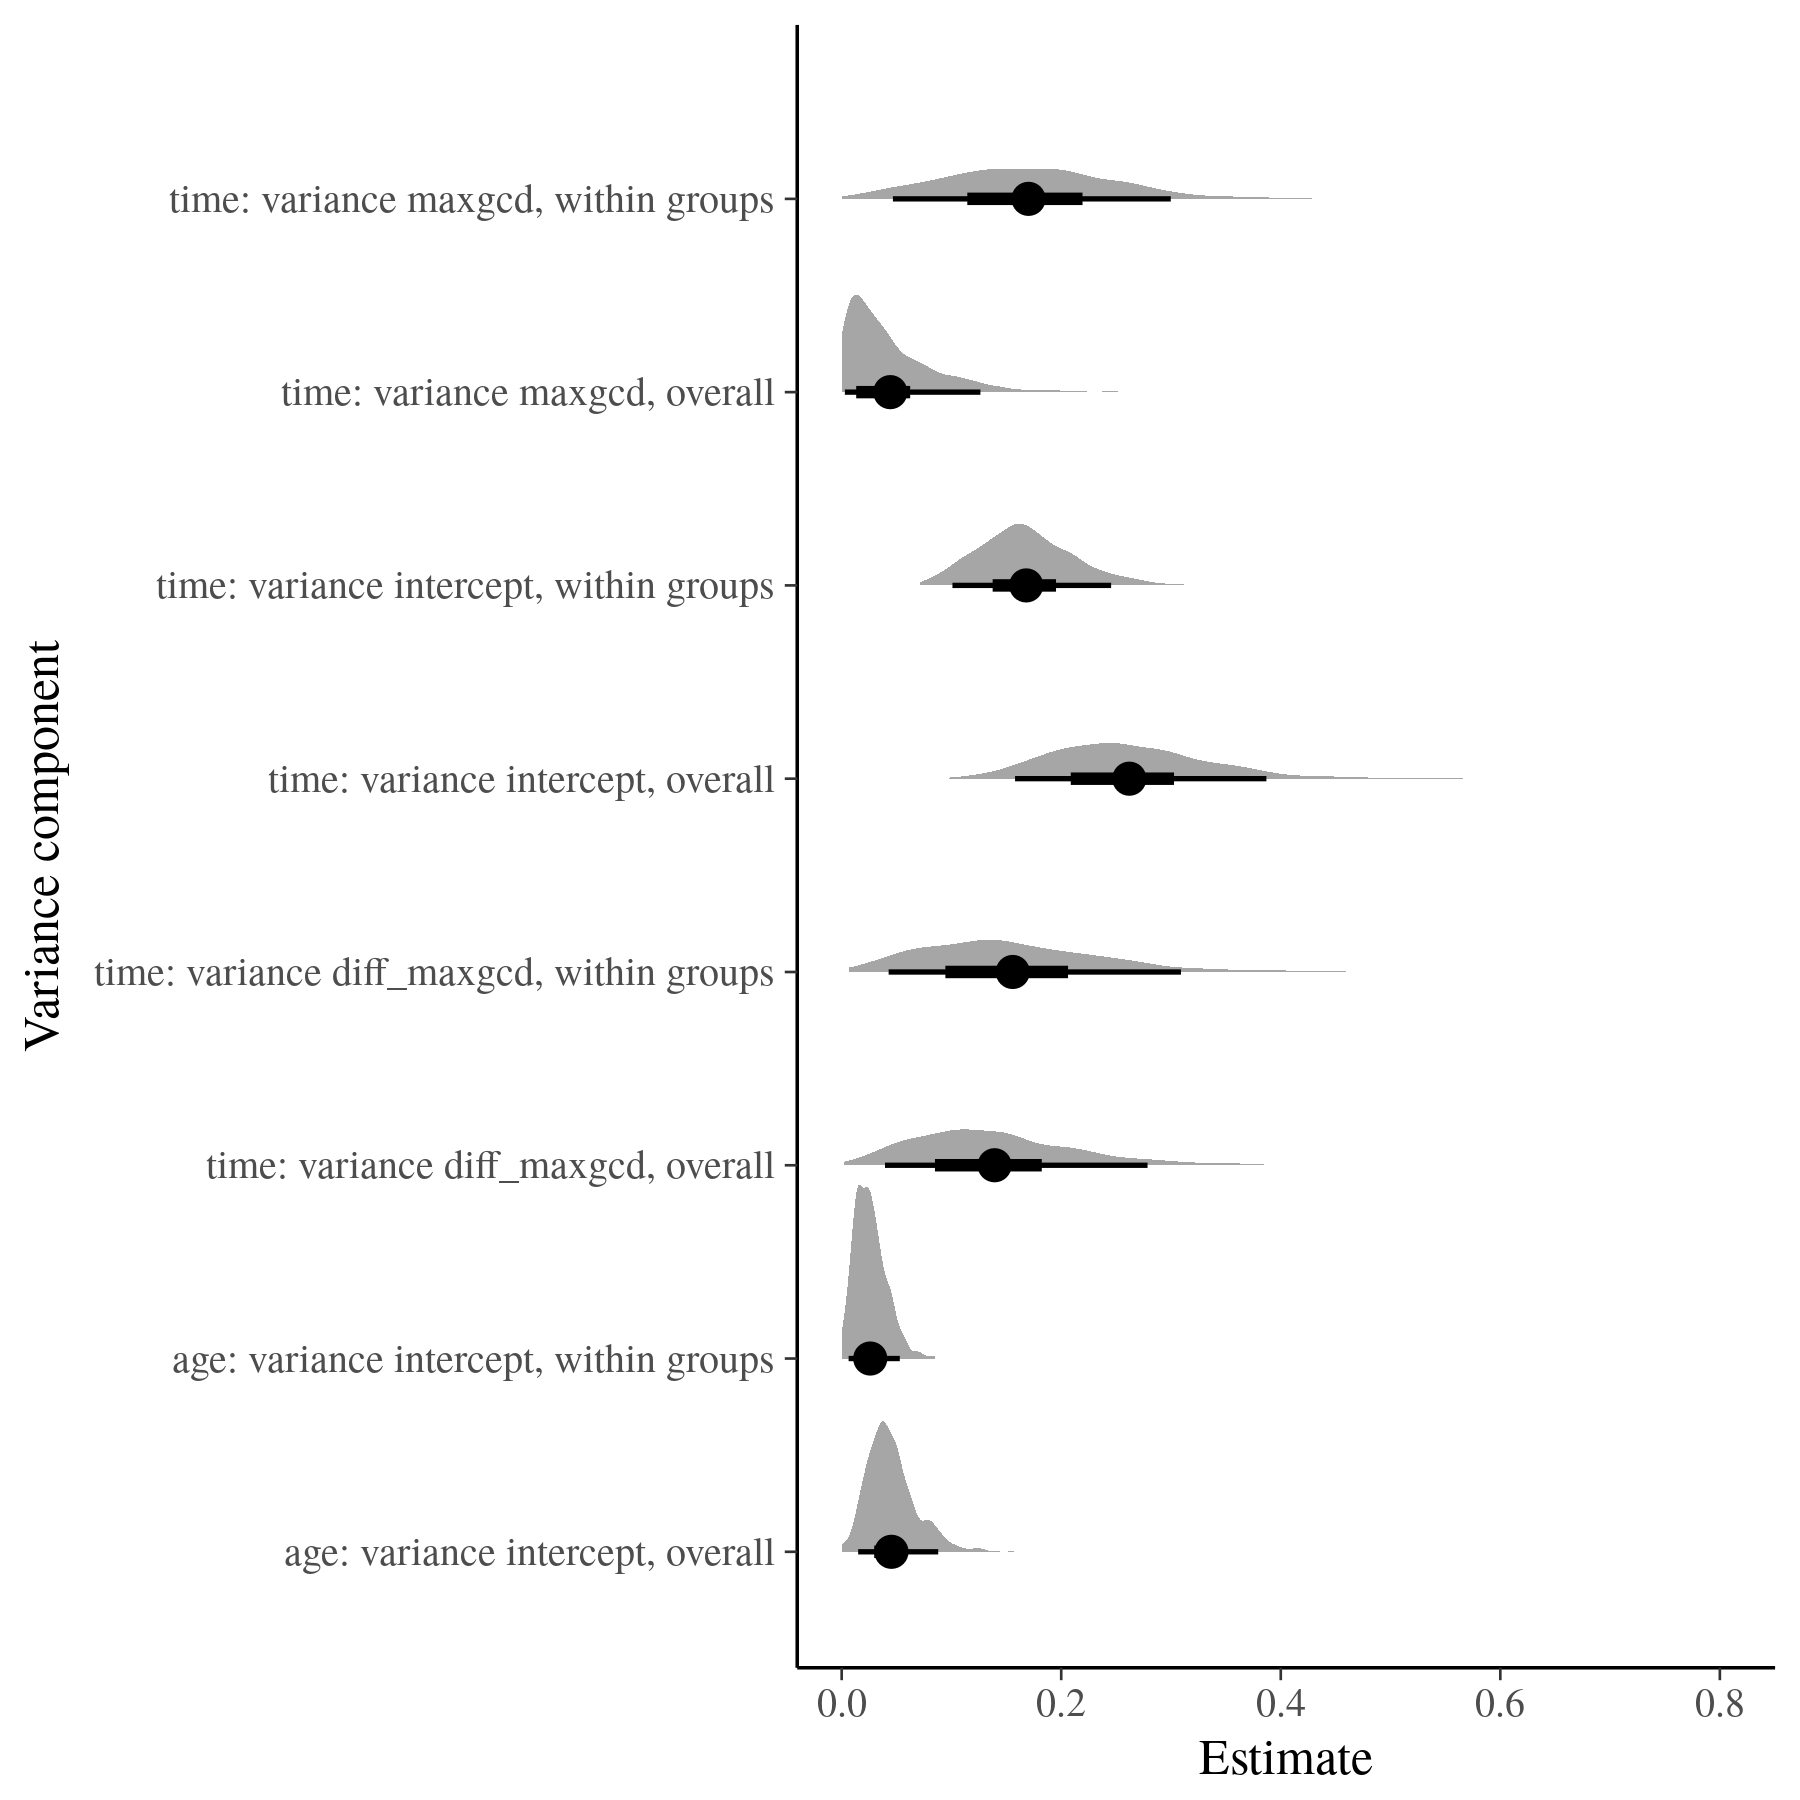 Variance component
time: variance maxgcd, within groups
time: variance maxgcd, overall
time: variance intercept, within groups
time: variance intercept, overall
time: variance diff_maxgcd, within groups
time: variance diff_maxgcd, overall
age: variance intercept, within groups
age: variance intercept, overall
0.0 0.2 0.4 0.6 0.8
Estimate